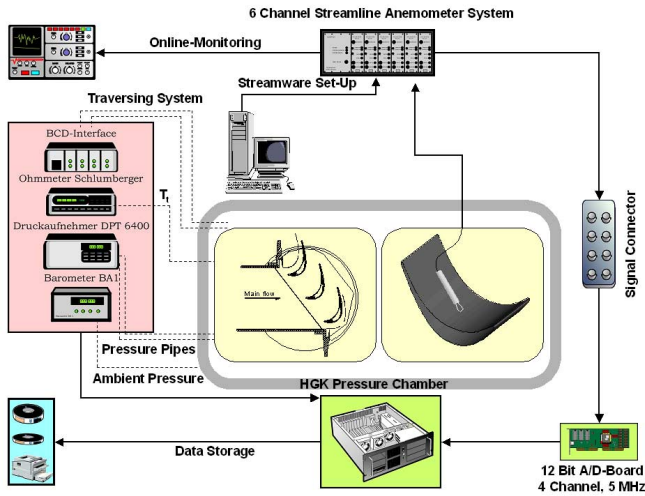 6 Channel Streamline Anemometer System
Online-Monitoring
Streamware Set-Up
Traversing System
BCD-Interface
Ohmmeter Schlumberger
Tt
Druckaufnehmer DPT 6400
Barometer BA1
Main flow
Signal Connector
Pressure Pipes
Ambient Pressure
HGK Pressure Chamber
Data Storage
12 Bit A/D-Board
4 Channel, 5 MHz